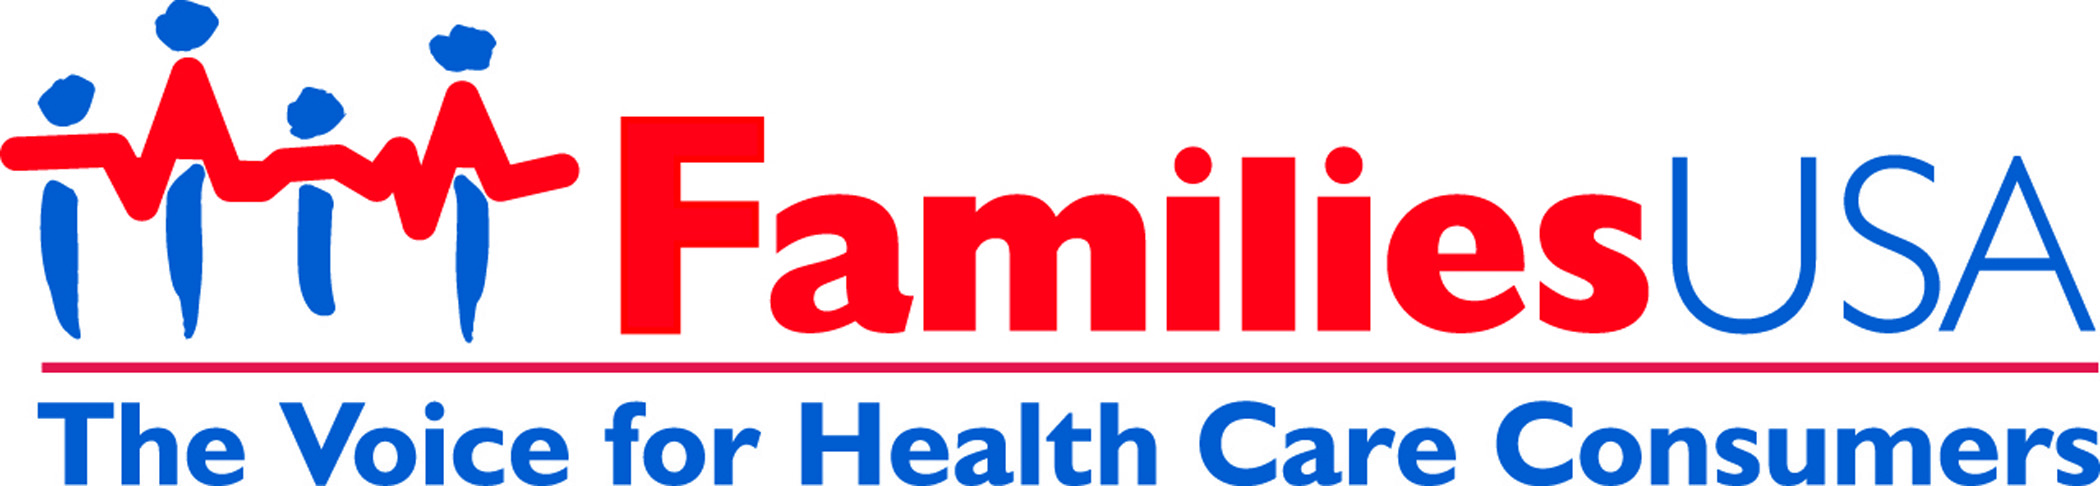 FamiliesUSA
The Voice for Health Care Consumers